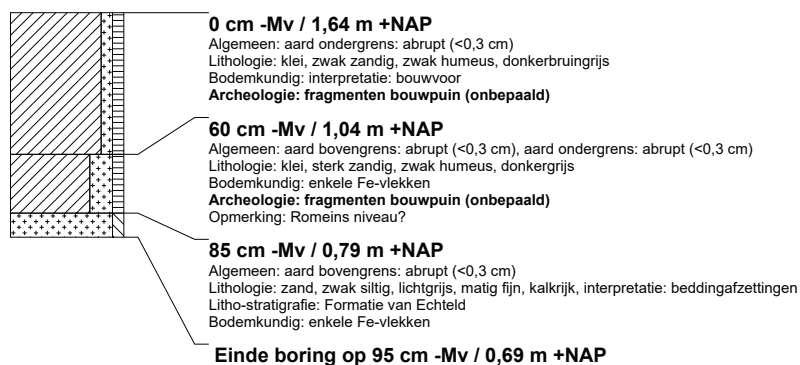 0 cm -Mv / 1,64 m +NAP
Algemeen: aard ondergrens: abrupt (<0,3 cm)
Lithologie: klei, zwak zandig, zwak humeus, donkerbruingrijs
Bodemkundig: interpretatie: bouwvoor
Archeologie: fragmenten bouwpuin (onbepaald)
60 cm -Mv / 1,04 m +NAP
Algemeen: aard bovengrens: abrupt (<0,3 cm), aard ondergrens: abrupt (<0,3 cm)
Lithologie: klei, sterk zandig, zwak humeus, donkergrijs
Bodemkundig: enkele Fe-vlekken
Archeologie: fragmenten bouwpuin (onbepaald)
Opmerking: Romeins niveau?
85 cm -Mv / 0,79 m +NAP
Algemeen: aard bovengrens: abrupt (<0,3 cm)
Lithologie: zand, zwak siltig, lichtgrijs, matig fijn, kalkrijk, interpretatie: beddingafzettingen
Litho-stratigrafie: Formatie van Echteld
Bodemkundig: enkele Fe-vlekken
Einde boring op 95 cm -Mv / 0,69 m +NAP